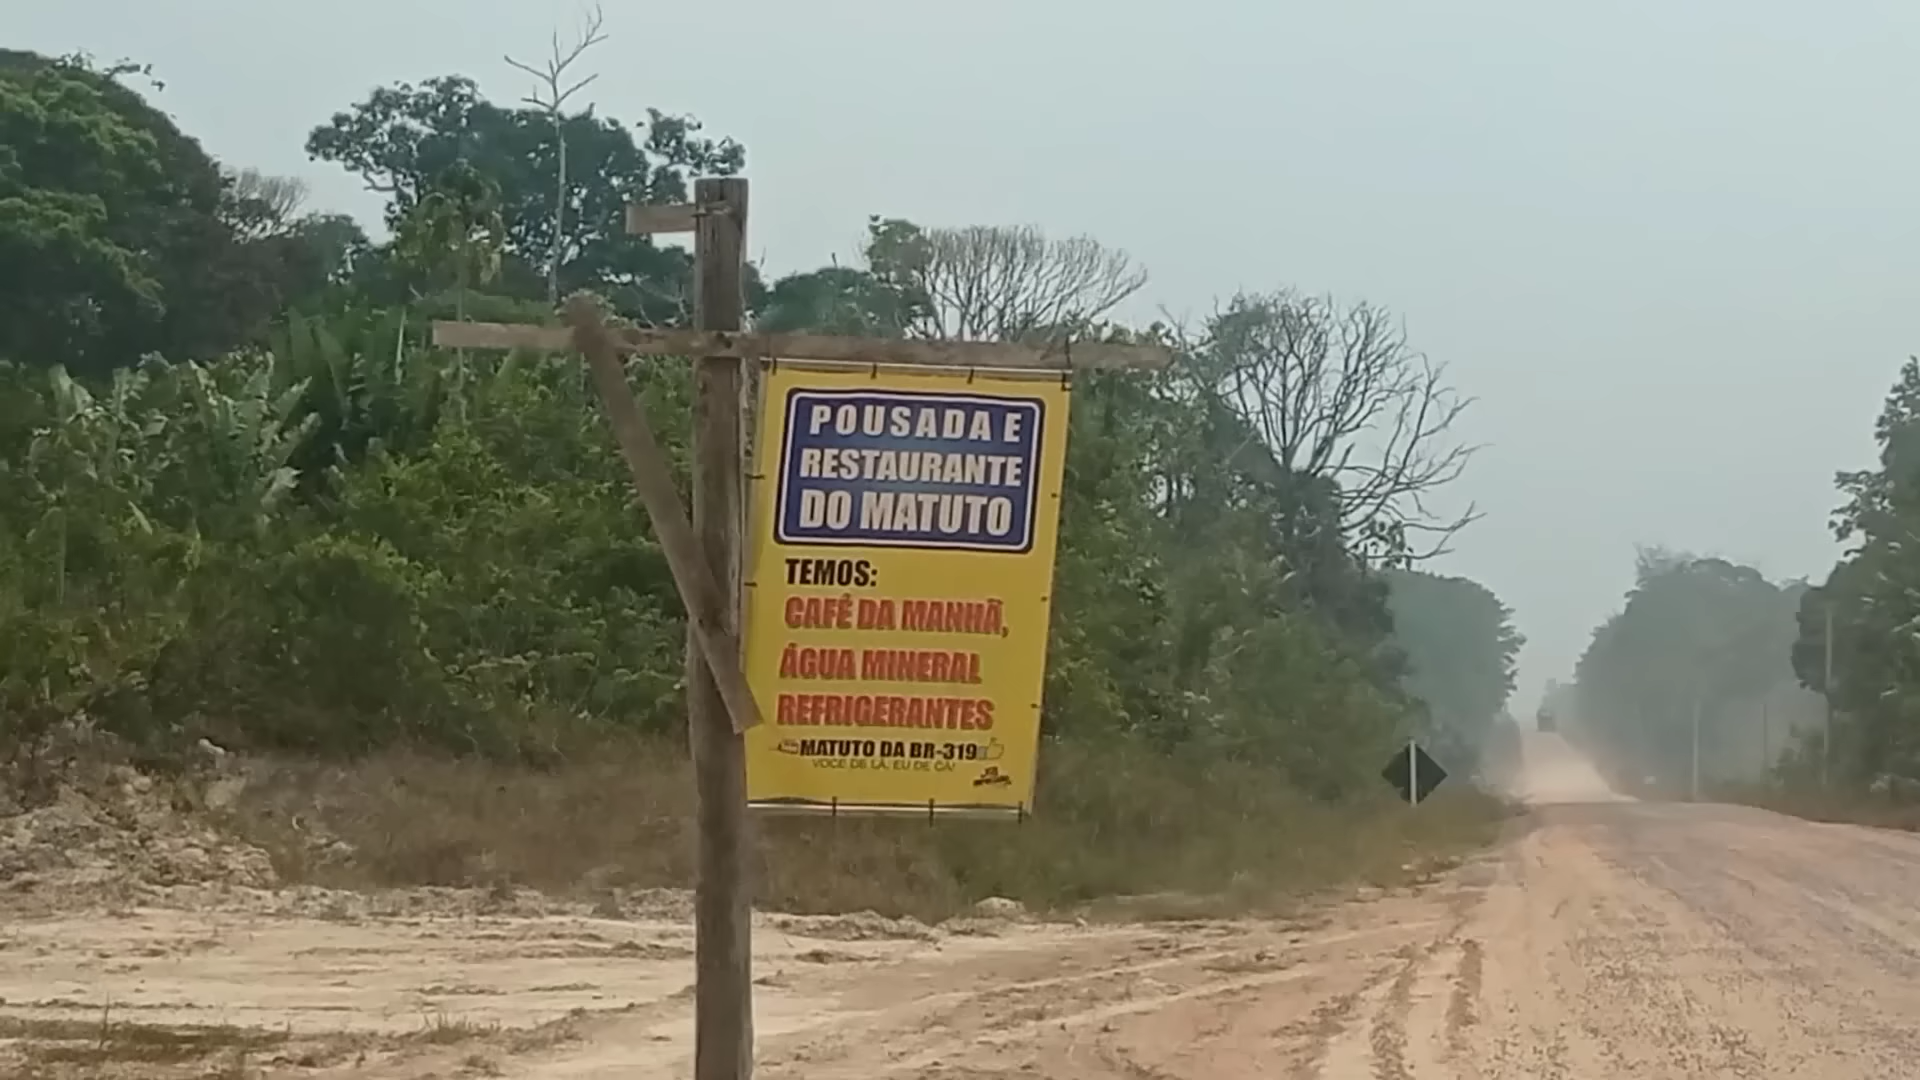 POUSADA E
RESTAURANTE
DO MATUTO
TEMOS:
CAFÉ DA MANHÃ,
ÁGUA MINERAL
REFRIGERANTES
MATUTO DA BR-319
VOCE DE LÁ, EU DE CÁ!